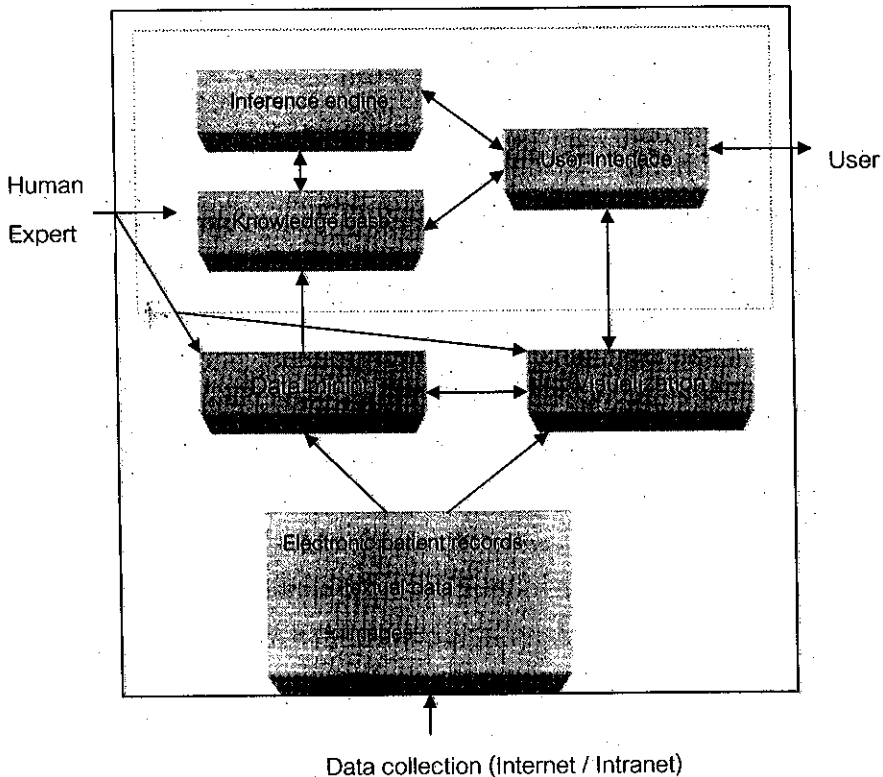 Inference engine
User Interface
User
Human
Expert
Knowledge base
Data mining
Visualization
Electronic patient records
textual data
images
Data collection (Internet / Intranet)